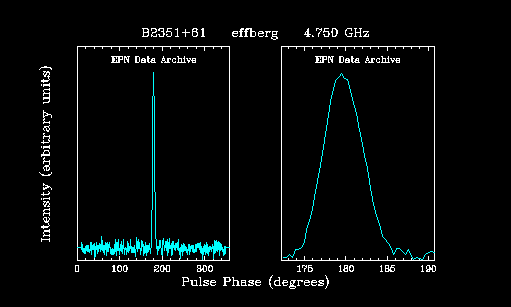 B2351+61 effberg 4.750 GHz
EPN Data Archive
EPN Data Archive
Intensity (arbitrary units)
0 100 200 300
175 180 185 190
Pulse Phase (degrees)